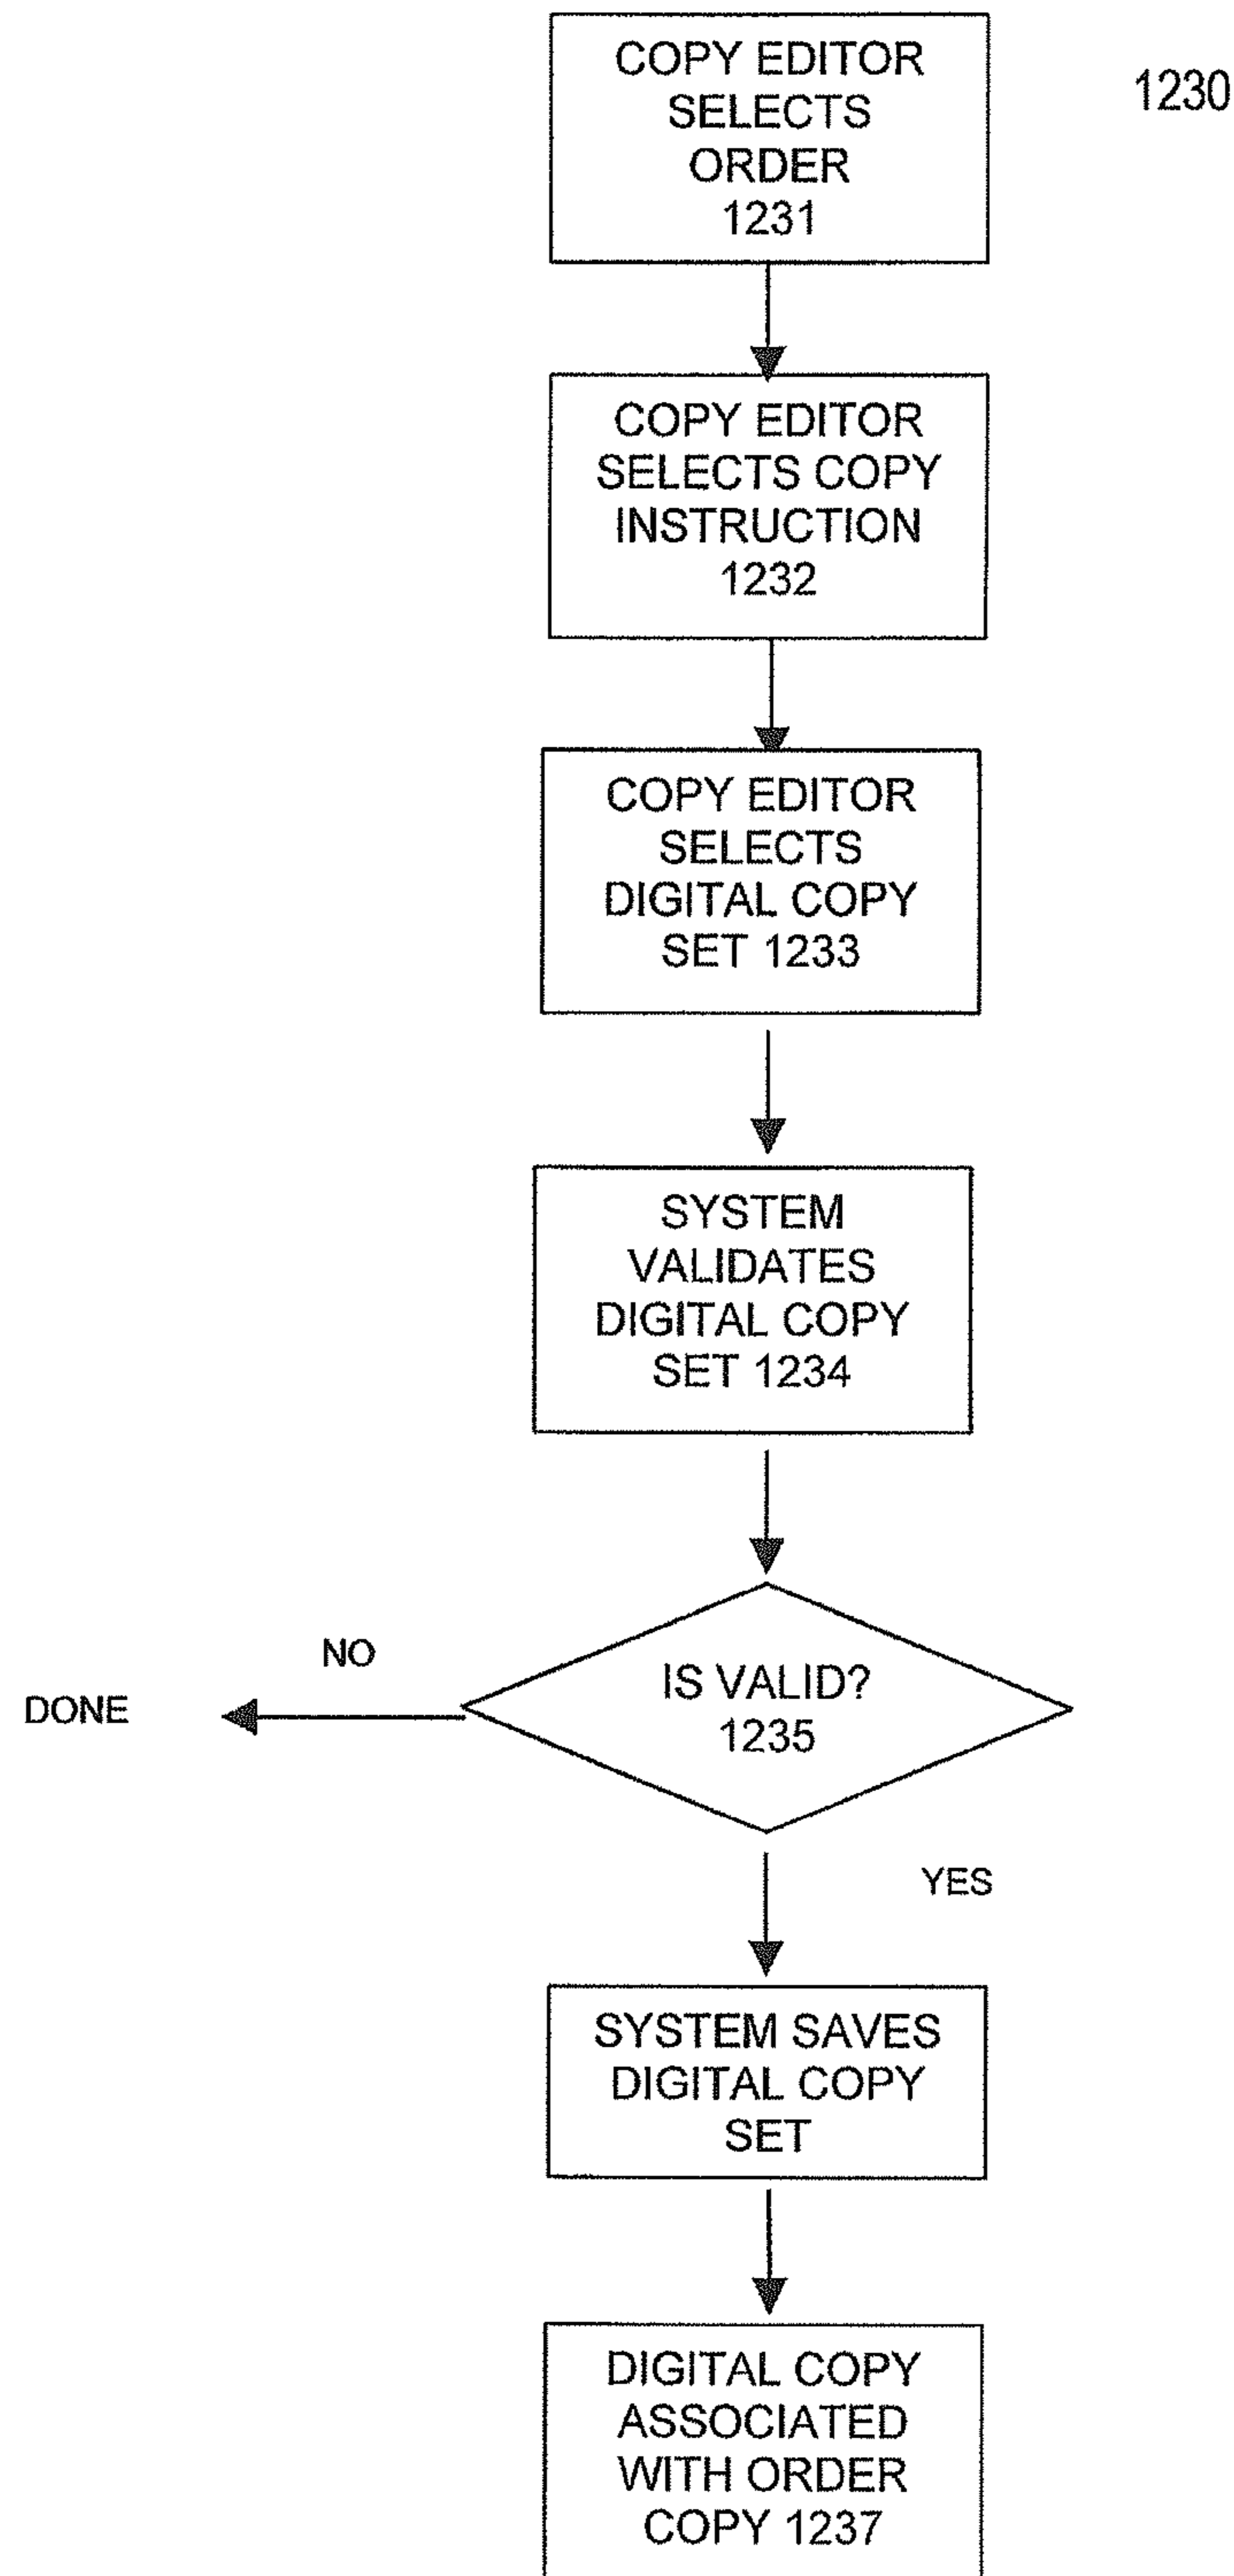 COPY EDITOR
SELECTS
ORDER
1231
1230
COPY EDITOR
SELECTS COPY
INSTRUCTION
1232
COPY EDITOR
SELECTS
DIGITAL COPY
SET 1233
SYSTEM
VALIDATES
DIGITAL COPY
SET 1234
IS VALID?
1235
NO
DONE
YES
SYSTEM SAVES
DIGITAL COPY
SET
DIGITAL COPY
ASSOCIATED
WITH ORDER
COPY 1237